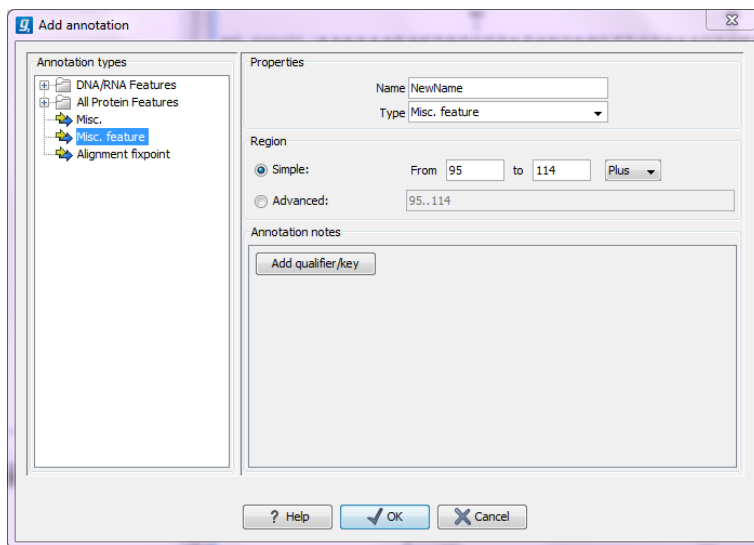 Add annotation
Annotation types
DNA/RNA Features
All Protein Features
Misc.
Misc. feature
Alignment fixpoint
Properties
Name NewName
Type Misc. feature
Region
Simple: From 95 to 114 Plus
Advanced: 95..114
Annotation notes
Add qualifier/key
? Help OK Cancel